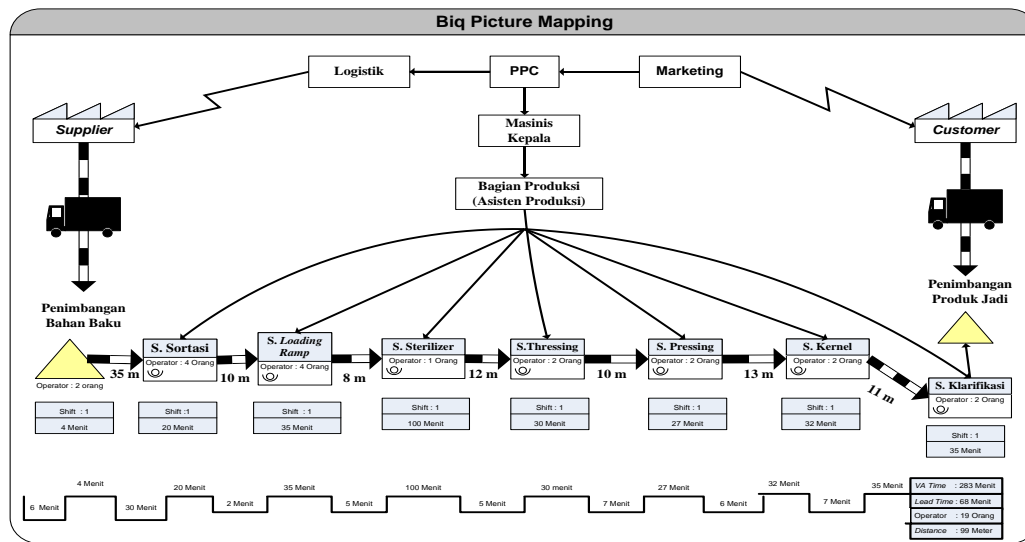 Biq Picture Mapping
Logistik
PPC
Marketing
Supplier
Masinis
Kepala
Customer
Bagian Produksi
(Asisten Produksi)
Penimbangan
Bahan Baku
Penimbangan
Produk Jadi
S. Sortasi
Operator : 4 Orang
S. Loading
Ramp
Operator : 4 Orang
S. Sterilizer
Operator : 1 Orang
S.Thressing
Operator : 2 Orang
S. Pressing
Operator : 2 Orang
S. Kernel
Operator : 2 Orang
S. Klarifikasi
Operator : 2 Orang
Operator : 2 orang
35 m
10 m
8 m
12 m
10 m
13 m
11 m
Shift : 1
4 Menit
Shift :1
20 Menit
Shift : 1
35 Menit
Shift : 1
100 Menit
Shift : 1
30 Menit
Shift : 1
27 Menit
Shift : 1
32 Menit
Shift : 1
35 Menit
6 Menit
4 Menit
30 Menit
20 Menit
2 Menit
35 Menit
5 Menit
100 Menit
5 Menit
30 menit
7 Menit
27 Menit
6 Menit
32 Menit
7 Menit
35 Menit
VA Time : 283 Menit
Lead Time : 68 Menit
Operator : 19 Orang
Distance : 99 Meter